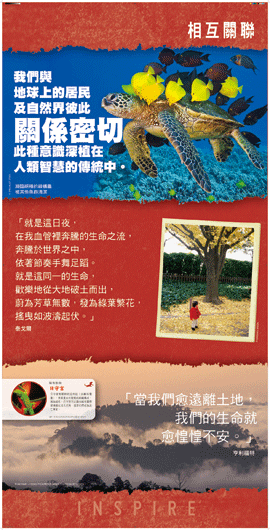 相互關聯
我們與
地球上的居民
及自然界彼此
關係密切
此種意識深植在
人類智慧的傳統中。
「就是這日夜，
在我血管裡奔騰的生命之流，
奔騰於世界之中，
依著節奏手舞足蹈。
就是這同一的生命，
歡樂地從大地破土而出，
蔚為芳草無數，發為綠葉繁花，
搖曳如波濤起伏。」
泰戈爾
「當我們愈遠離土地，
我們的生命就
愈惶惶不安。」
亨利福特
INSPIRE